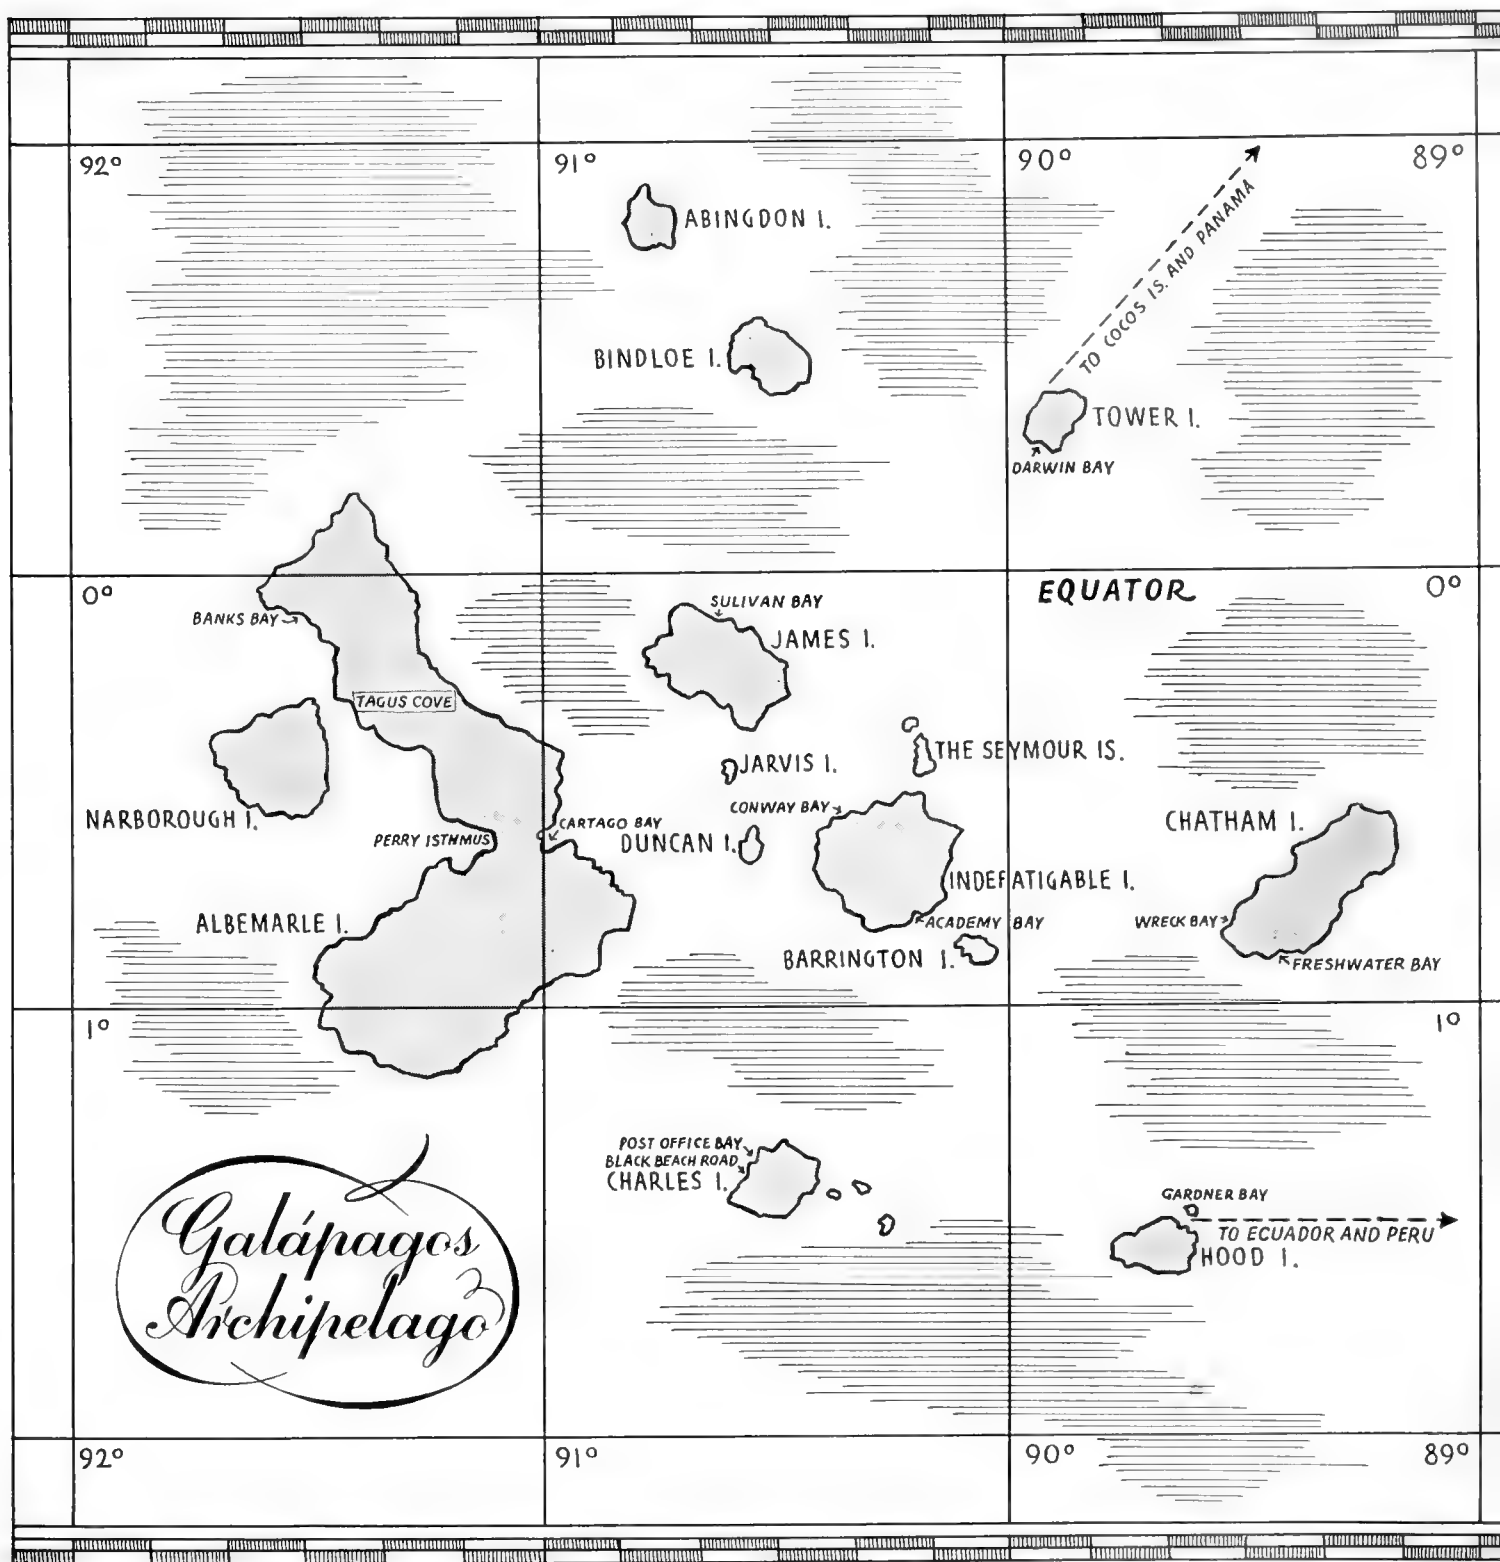 92°
91°
90°
89°
ABINGDON I.
TO COCOS IS. AND PANAMA
BINDLOE I.
TOWER I.
DARWIN BAY
0°
EQUATOR
0°
BANKS BAY
SULIVAN BAY
JAMES I.
TAGUS COVE
THE SEYMOUR IS.
JARVIS I.
CONWAY BAY
NARBOROUGH I.
CARTAGO BAY
CHATHAM I.
PERRY ISTHMUS
DUNCAN I.
INDEFATIGABLE I.
ALBEMARLE I.
ACADEMY BAY
WRECK BAY
BARRINGTON I.
FRESHWATER BAY
1°
1°
POST OFFICE BAY
BLACK BEACH ROAD
CHARLES I.
GARDNER BAY
TO ECUADOR AND PERU
HOOD I.
Galápagos
Archipelago
92°
91°
90°
89°